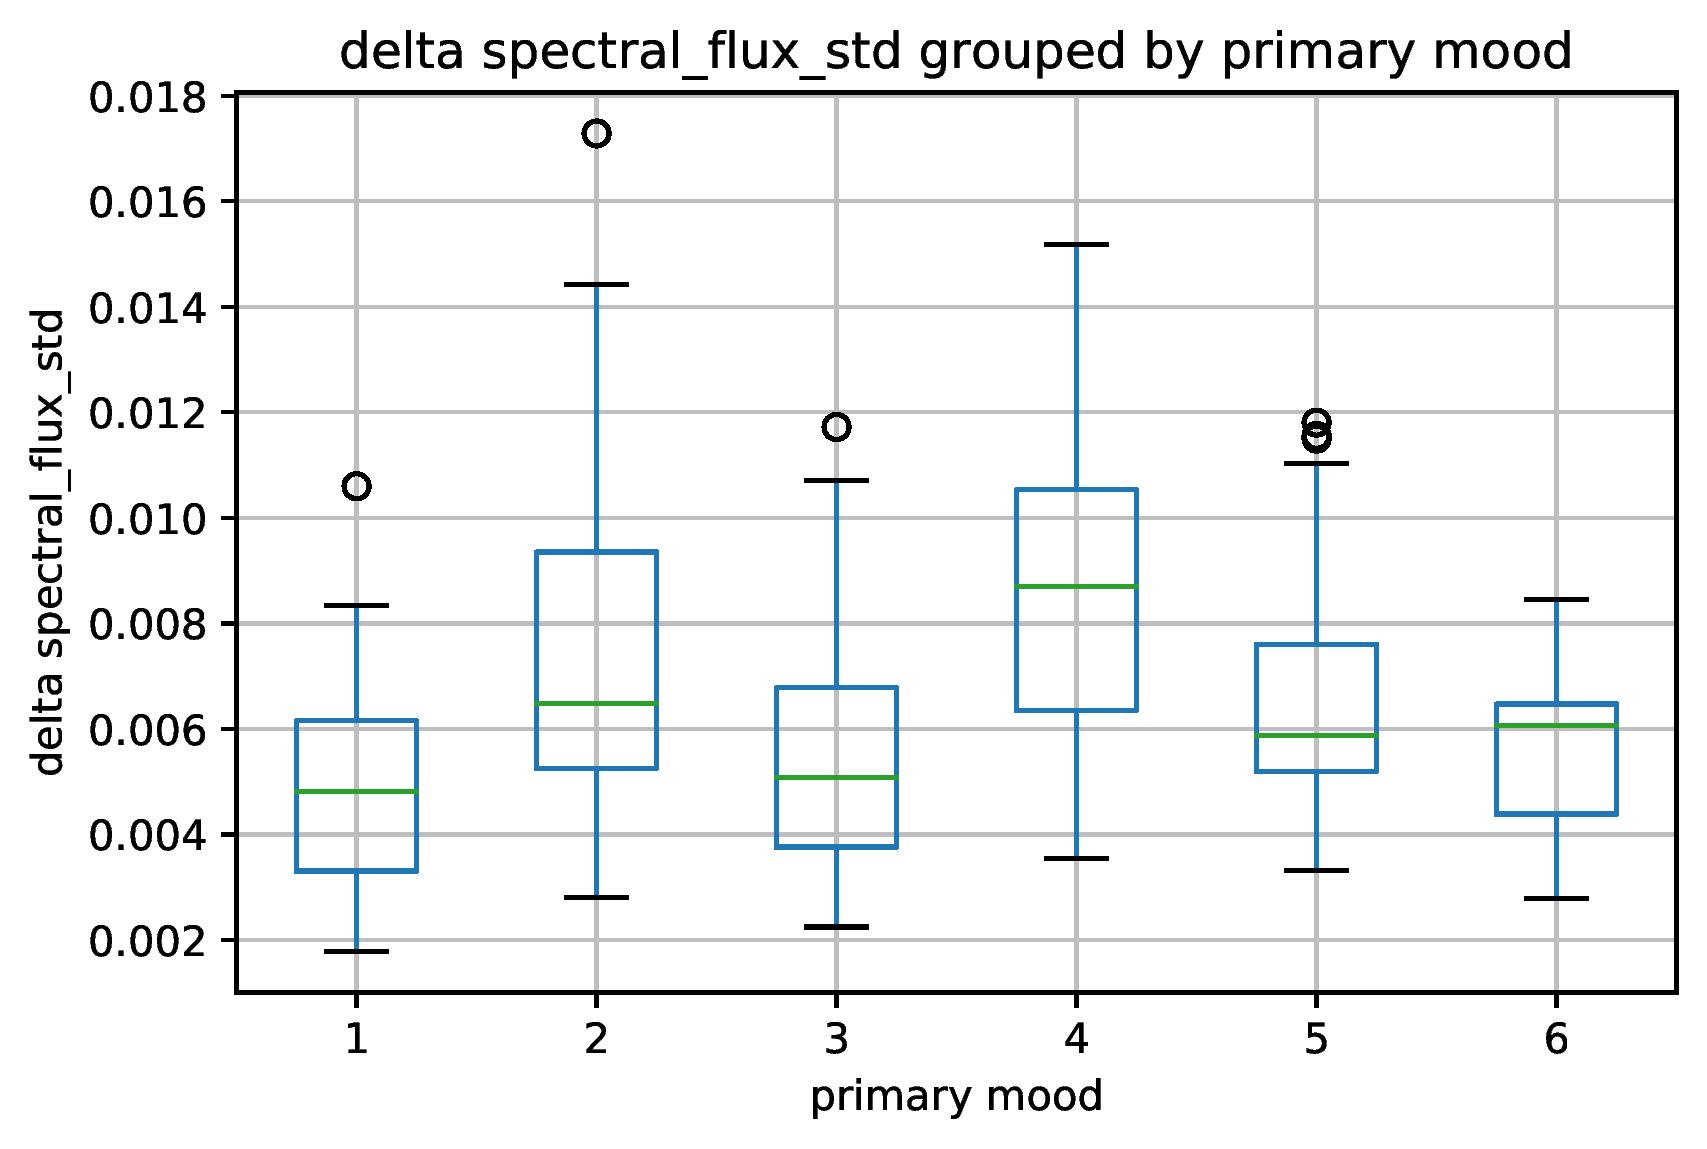 delta spectral_flux_std grouped by primary mood
delta spectral_flux_std
0.018
0.016
0.014
0.012
0.010
0.008
0.006
0.004
0.002
1 2 3 4 5 6
primary mood